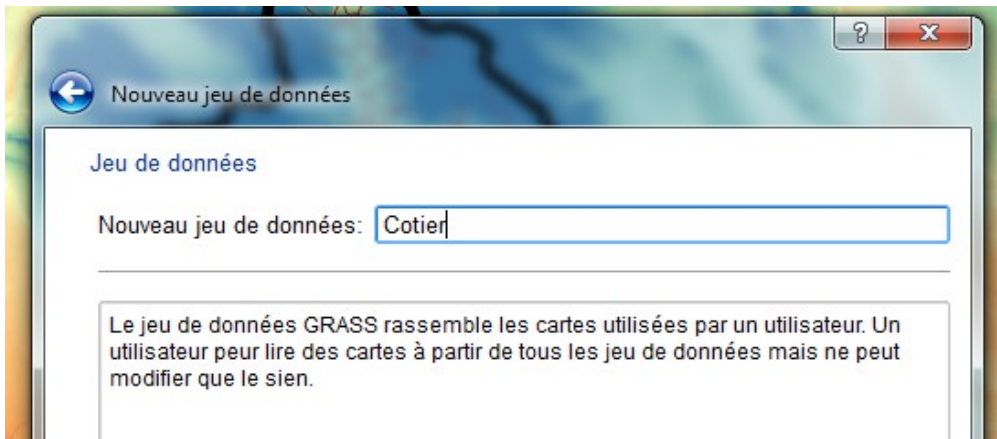 Nouveau jeu de données
Jeu de données
Nouveau jeu de données: Cotier
Le jeu de données GRASS rassemble les cartes utilisées par un utilisateur. Un
utilisateur peur lire des cartes à partir de tous les jeu de données mais ne peut
modifier que le sien.